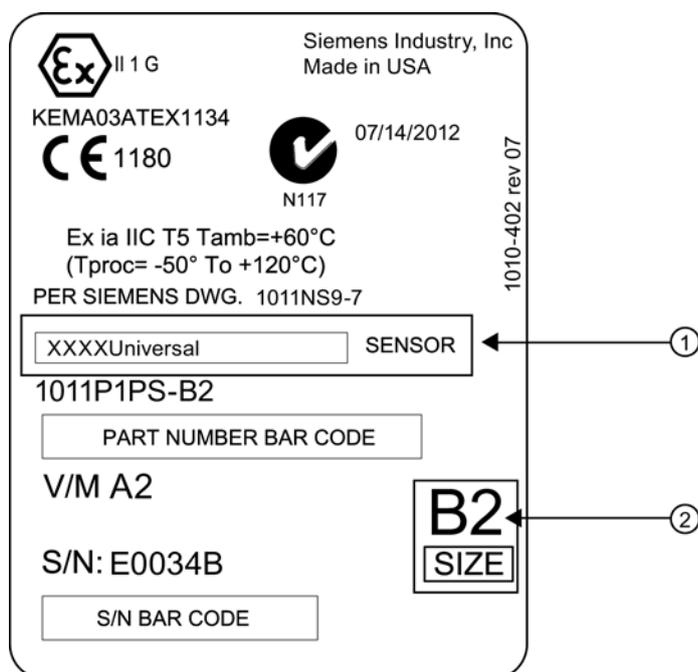 Ex II 1 G
Siemens Industry, Inc
Made in USA
KEMA03ATEX1134
CE 1180
07/14/2012
N117
1010-402 rev 07
Ex ia IIC T5 Tamb=+60°C
(Tproc= -50° To +120°C)
PER SIEMENS DWG. 1011NS9-7
XXXXUniversal SENSOR
1
1011P1PS-B2
PART NUMBER BAR CODE
V/M A2
B2
2
SIZE
S/N: E0034B
S/N BAR CODE